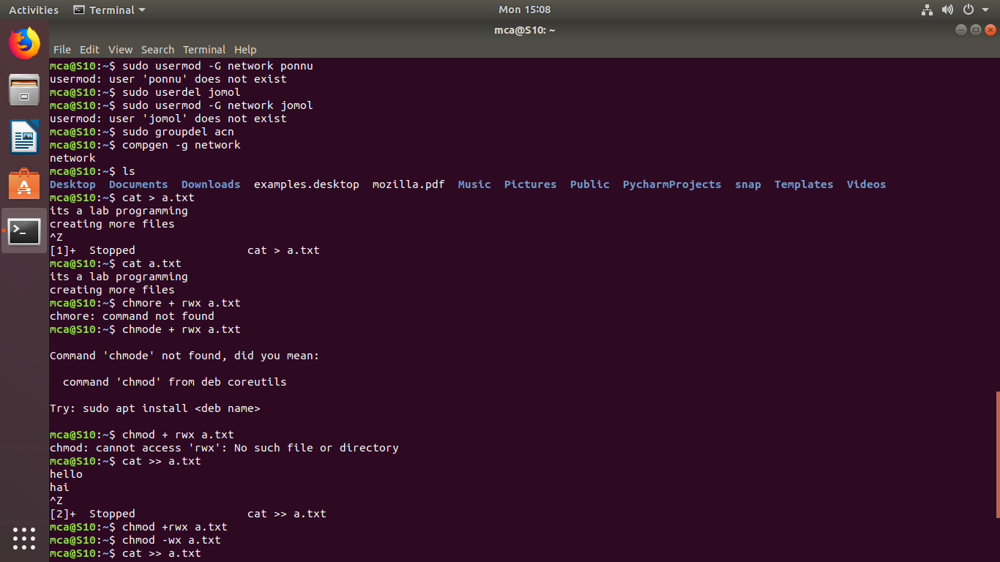 Activities Terminal Mon 15:08
mca@S10: ~
File Edit View Search Terminal Help
mca@S10:~$ sudo usermod -G network ponnu
usermod: user 'ponnu' does not exist
mca@S10:~$ sudo userdel jomol
mca@S10:~$ sudo usermod -G network jomol
usermod: user 'jomol' does not exist
mca@S10:~$ sudo groupdel acn
mca@S10:~$ compgen -g network
network
mca@S10:~$ ls
Desktop Documents Downloads examples.desktop mozilla.pdf Music Pictures Public PycharmProjects snap Templates Videos
mca@S10:~$ cat > a.txt
its a lab programming
creating more files
^Z
[1]+  Stopped                 cat > a.txt
mca@S10:~$ cat a.txt
its a lab programming
creating more files
mca@S10:~$ chmore + rwx a.txt
chmore: command not found
mca@S10:~$ chmode + rwx a.txt
Command 'chmode' not found, did you mean:
  command 'chmod' from deb coreutils
Try: sudo apt install <deb name>
mca@S10:~$ chmod + rwx a.txt
chmod: cannot access 'rwx': No such file or directory
mca@S10:~$ cat >> a.txt
hello
hai
^Z
[2]+  Stopped                 cat >> a.txt
mca@S10:~$ chmod +rwx a.txt
mca@S10:~$ chmod -wx a.txt
mca@S10:~$ cat >> a.txt